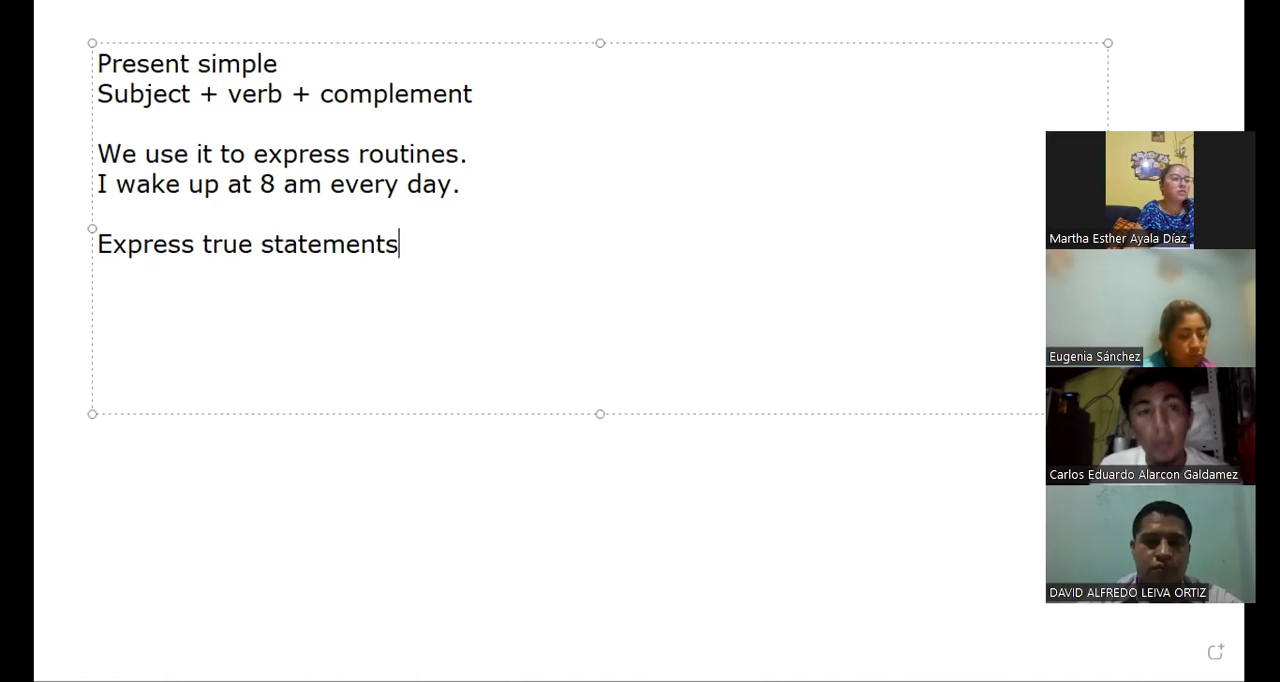 Present simple
Subject + verb + complement
We use it to express routines.
I wake up at 8 am every day.
Express true statements
Martha Esther Ayala Díaz
Eugenia Sánchez
Carlos Eduardo Alarcon Galdamez
DAVID ALFREDO LEIVA ORTIZ